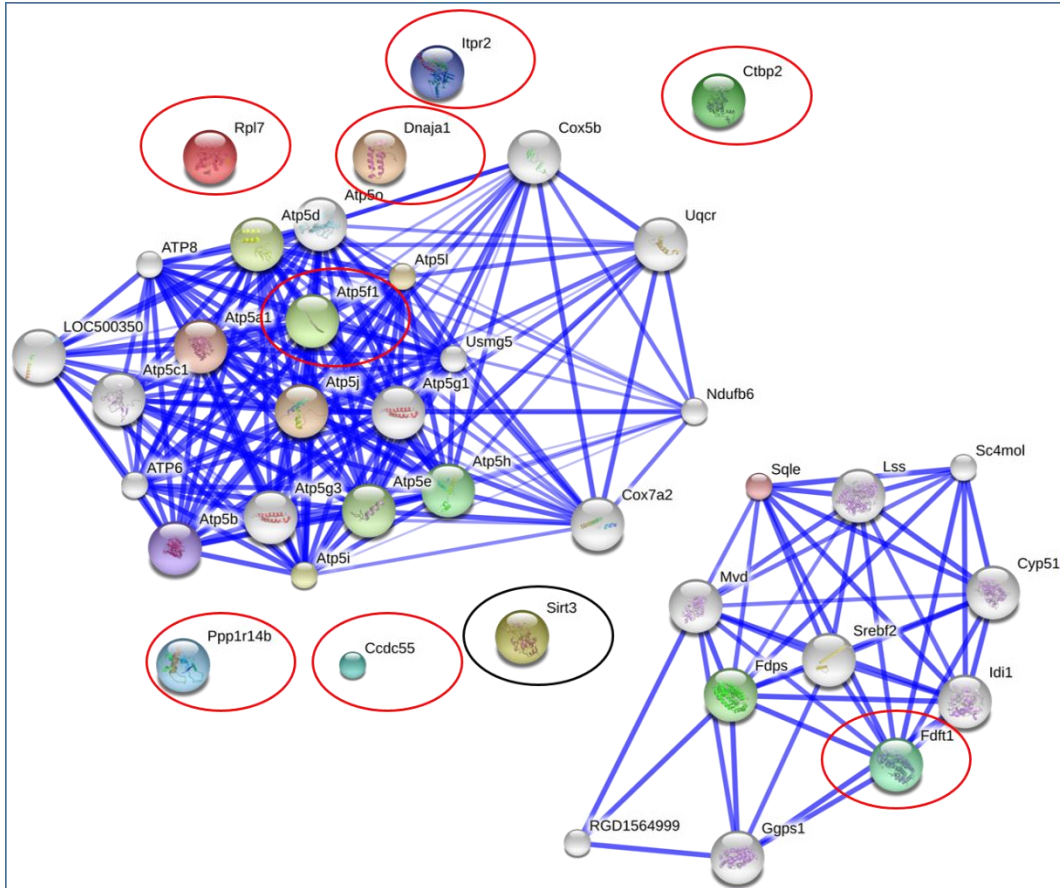 Itpr2
Ctbp2
Rpl7
Dnaja1
Cox5b
Atp5o
Atp5d
Uqcr
ATP8
Atp5l
Atp5f1
Atp5a1
LOC500350
Usmg5
Atp5c1
Atp5j
Atp5g1
Ndufb6
Sc4mol
Lss
Sqle
Atp5h
ATP6
Atp5g3
Atp5e
Cox7a2
Atp5b
Atp5i
Cyp51
Mvd
Sirt3
Srebf2
Ppp1r14b
Ccdc55
Fdps
Idi1
Fdft1
RGD1564999
Ggps1